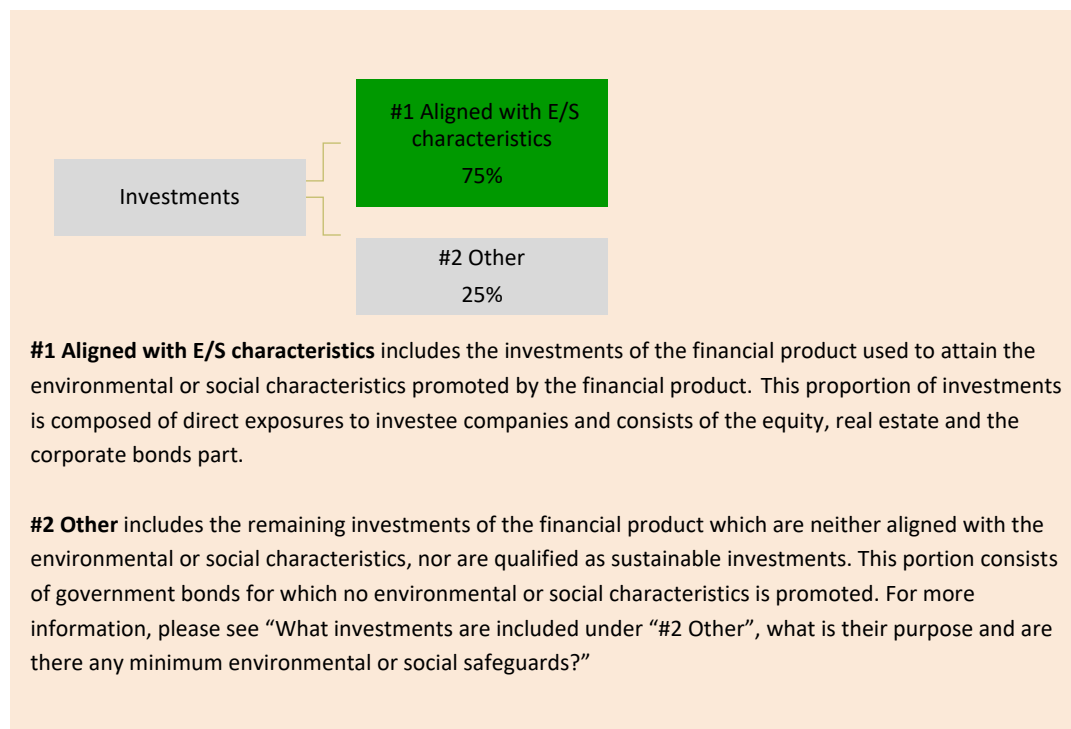 #1 Aligned with E/S
characteristics
75%
Investments
#2 Other
25%
#1 Aligned with E/S characteristics includes the investments of the financial product used to attain the
environmental or social characteristics promoted by the financial product. This proportion of investments
is composed of direct exposures to investee companies and consists of the equity, real estate and the
corporate bonds part.
#2 Other includes the remaining investments of the financial product which are neither aligned with the
environmental or social characteristics, nor are qualified as sustainable investments. This portion consists
of government bonds for which no environmental or social characteristics is promoted. For more
information, please see “What investments are included under “#2 Other”, what is their purpose and are
there any minimum environmental or social safeguards?”